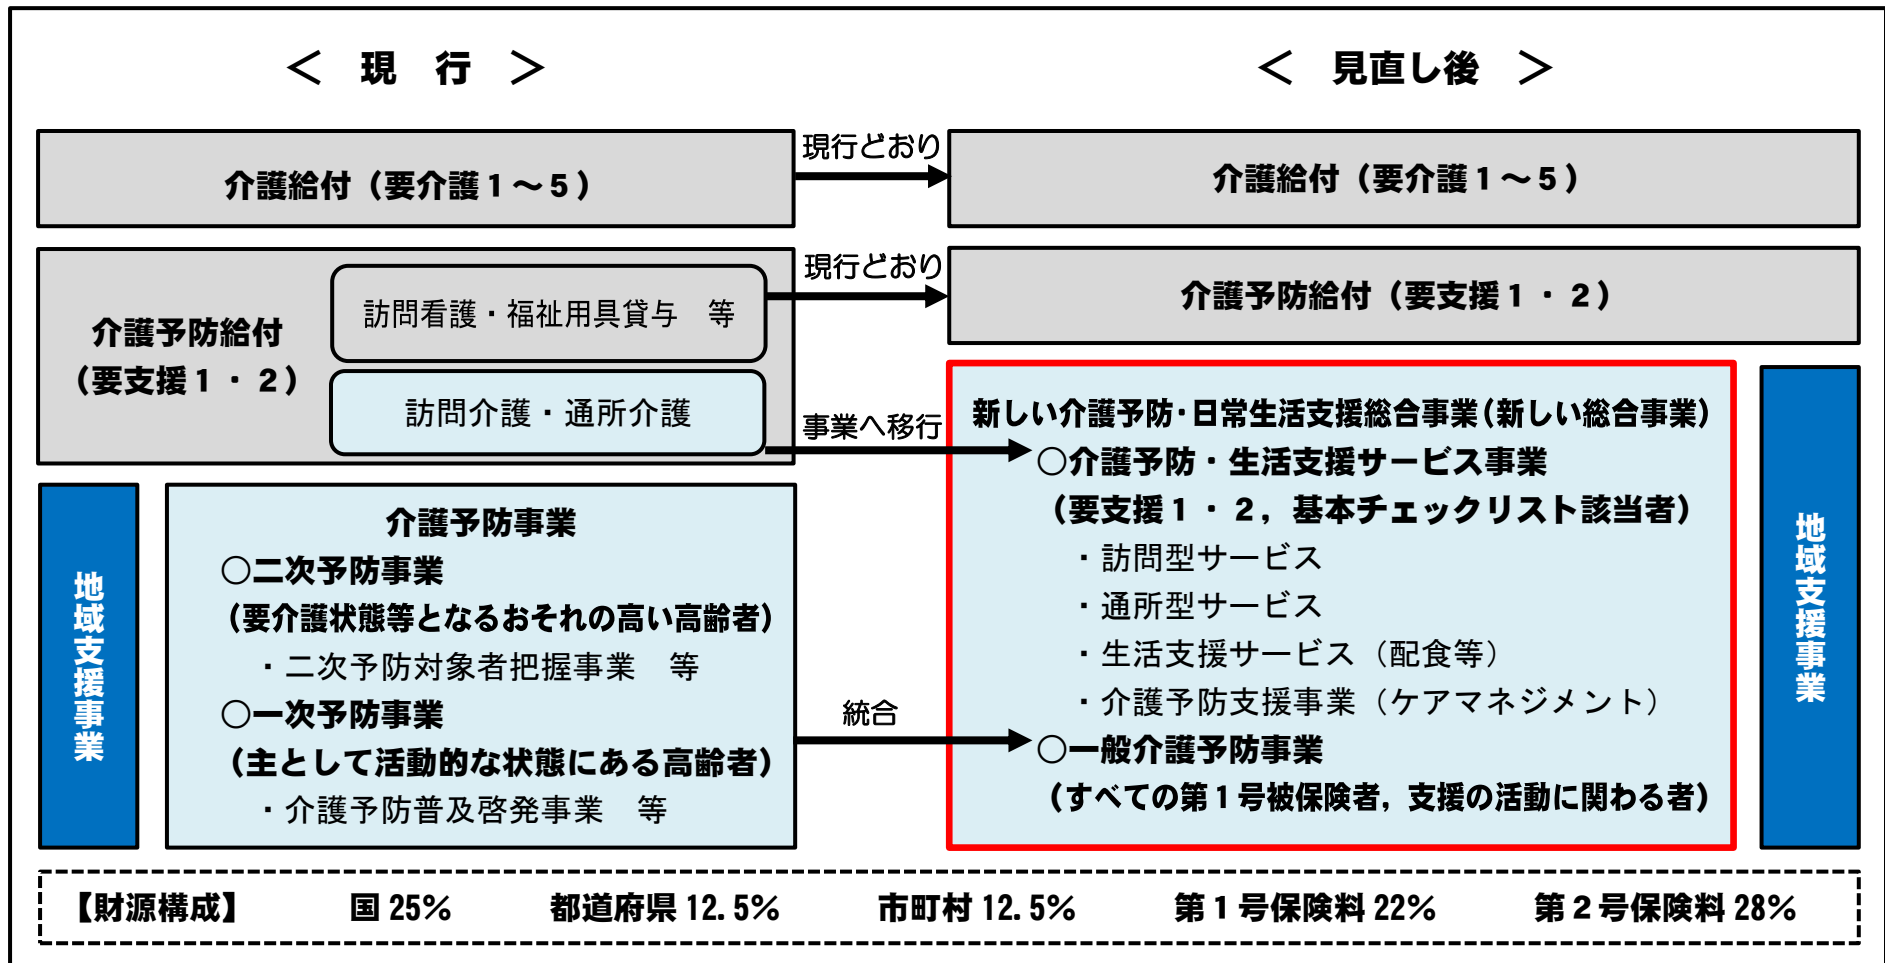 ＜　現　行　＞
＜　見直し後　＞
介護給付（要介護１～５）
現行どおり
介護給付（要介護１～５）
介護予防給付
（要支援１・２）
訪問看護・福祉用具貸与　等
訪問介護・通所介護
現行どおり
介護予防給付（要支援１・２）
事業へ移行
地域支援事業
介護予防事業
○二次予防事業
（要介護状態等となるおそれの高い高齢者）
・二次予防対象者把握事業　等
○一次予防事業
（主として活動的な状態にある高齢者）
・介護予防普及啓発事業　等
統合
新しい介護予防・日常生活支援総合事業（新しい総合事業）
○介護予防・生活支援サービス事業
（要支援１・２，基本チェックリスト該当者）
・訪問型サービス
・通所型サービス
・生活支援サービス（配食等）
・介護予防支援事業（ケアマネジメント）
○一般介護予防事業
（すべての第１号被保険者，支援の活動に関わる者）
地域支援事業
【財源構成】　国 25%　都道府県 12.5%　市町村 12.5%　第１号保険料 22%　第２号保険料 28%